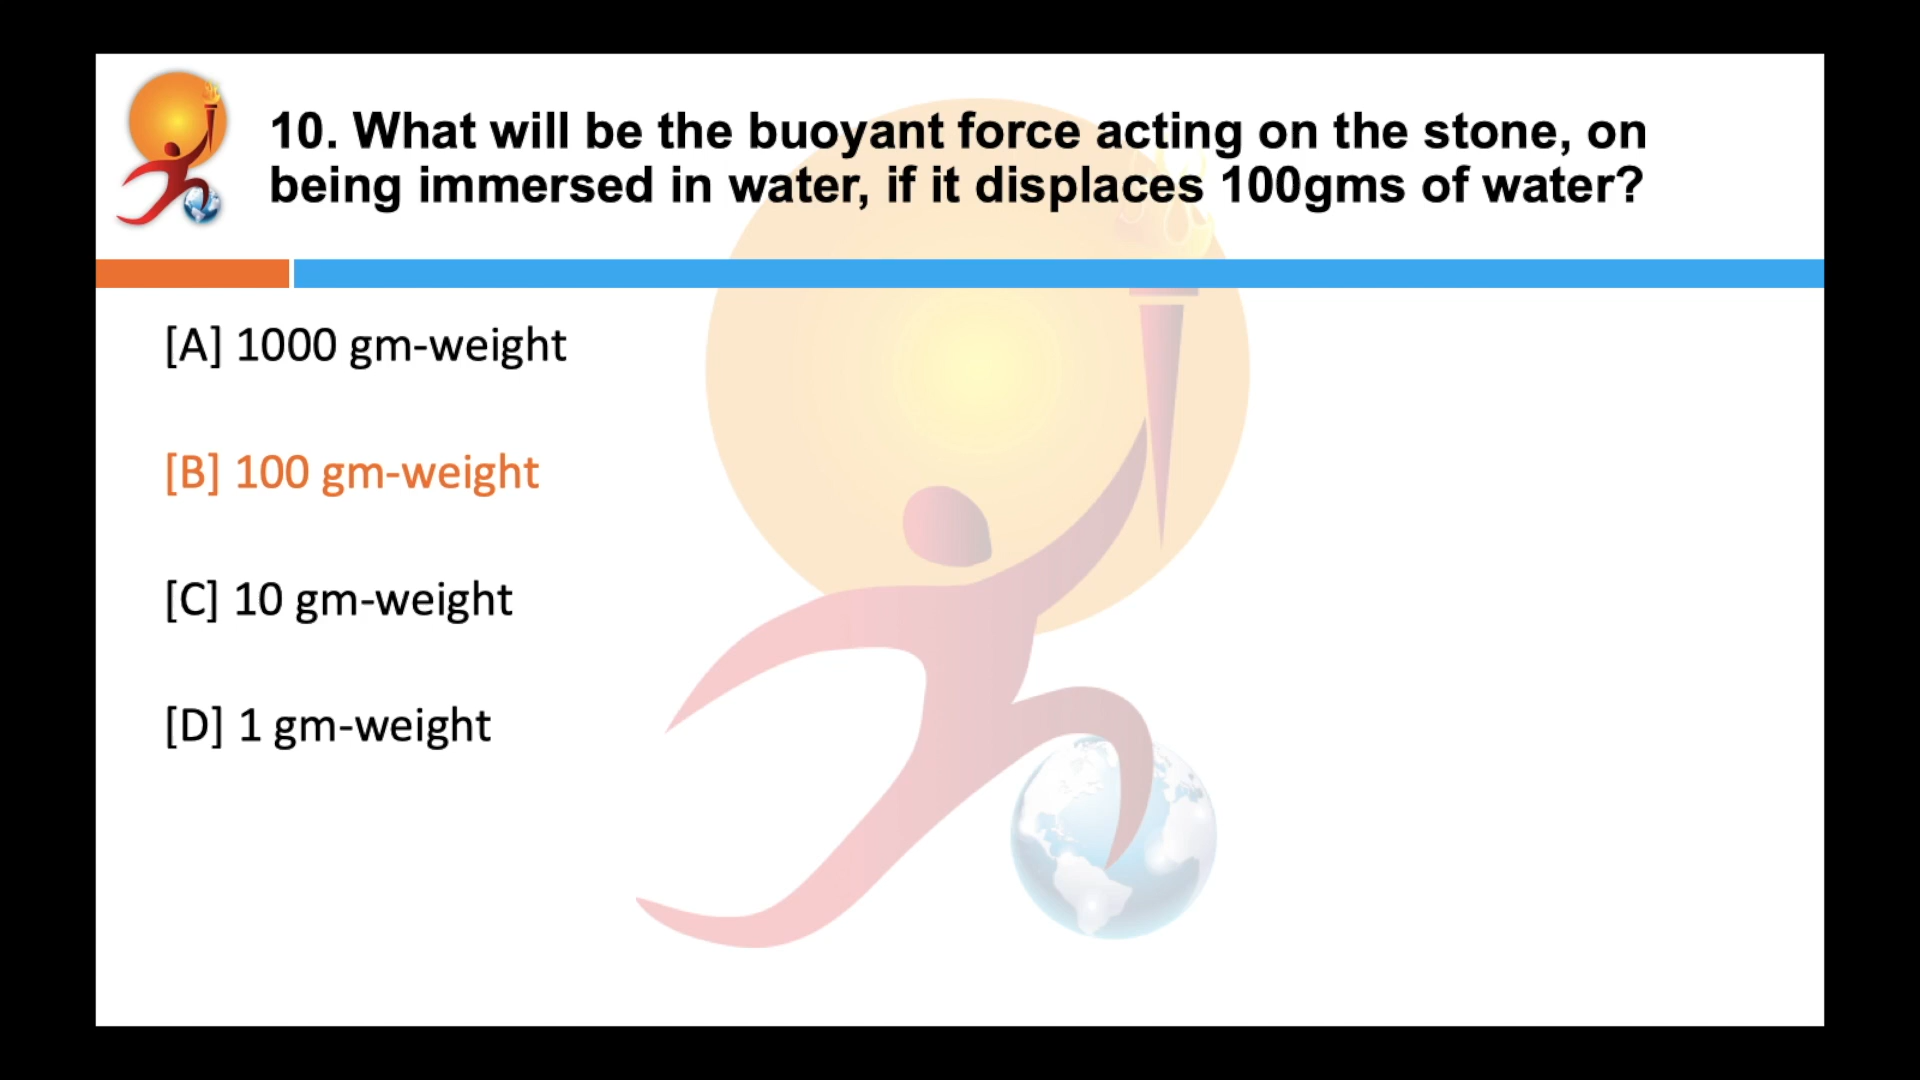 10. What will be the buoyant force acting on the stone, on
being immersed in water, if it displaces 100gms of water?
[A] 1000 gm-weight
[B] 100 gm-weight
[C] 10 gm-weight
[D] 1 gm-weight